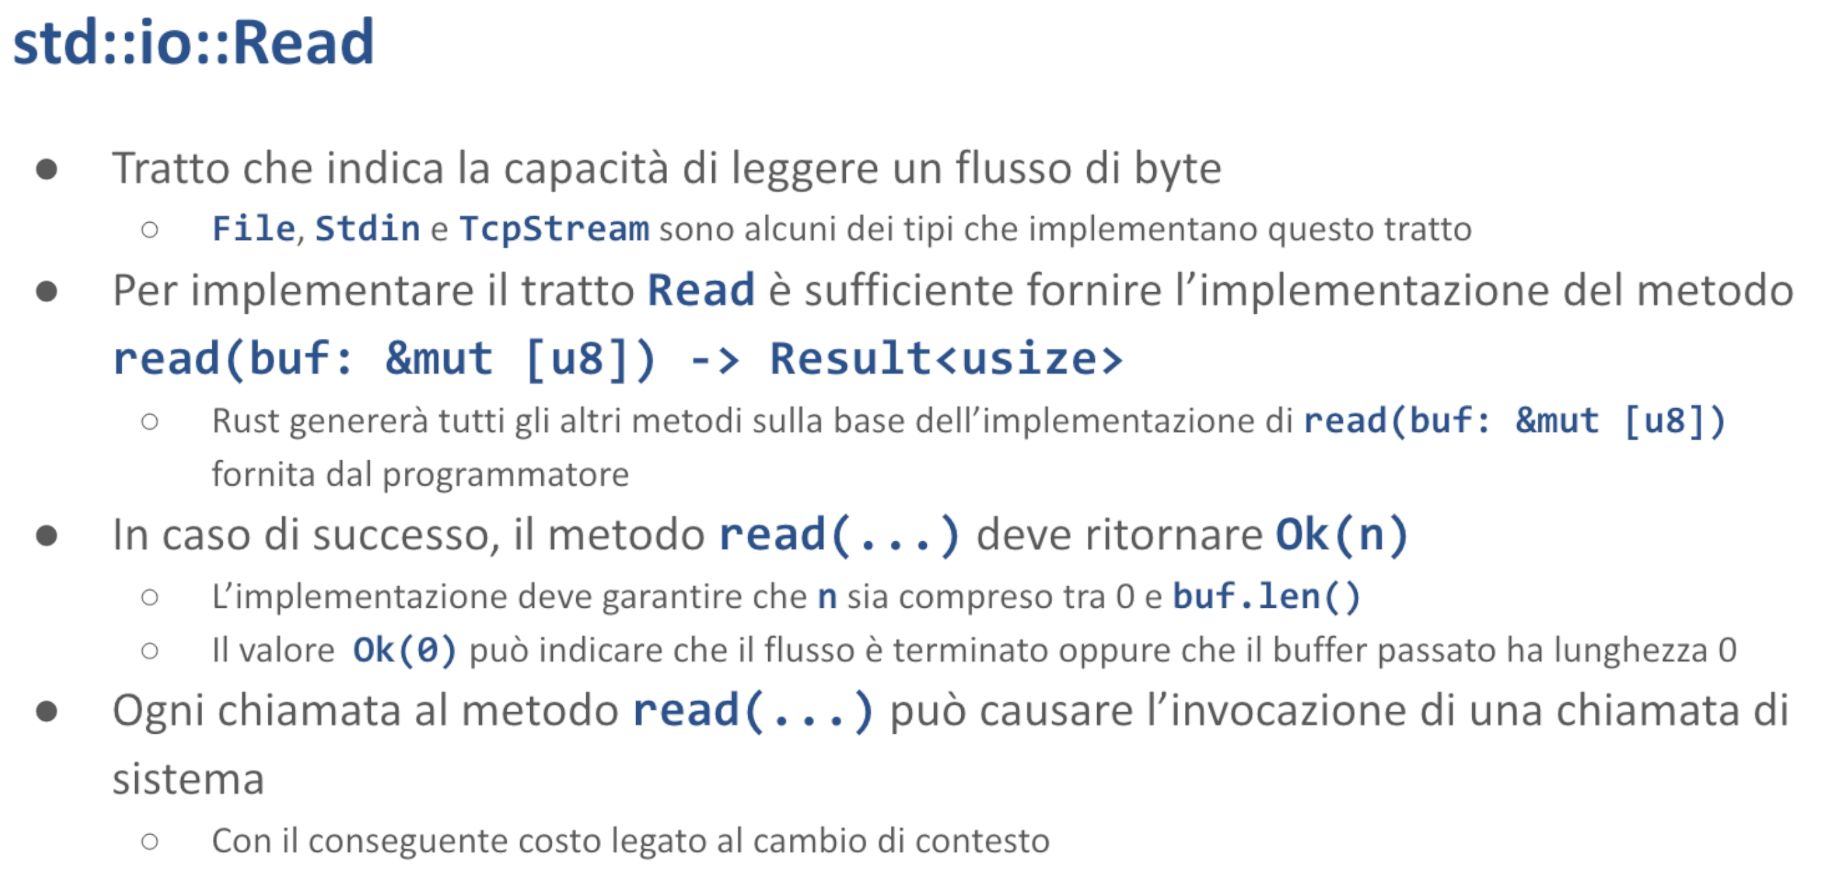 std::io::Read
● Tratto che indica la capacità di leggere un flusso di byte
○ File, Stdin e TcpStream sono alcuni dei tipi che implementano questo tratto
● Per implementare il tratto Read è sufficiente fornire l’implementazione del metodo
read(buf: &mut [u8]) -> Result<usize>
○ Rust genererà tutti gli altri metodi sulla base dell’implementazione di read(buf: &mut [u8])
fornita dal programmatore
● In caso di successo, il metodo read(...) deve ritornare Ok(n)
○ L’implementazione deve garantire che n sia compreso tra 0 e buf.len()
○ Il valore Ok(0) può indicare che il flusso è terminato oppure che il buffer passato ha lunghezza 0
● Ogni chiamata al metodo read(...) può causare l’invocazione di una chiamata di
sistema
○ Con il conseguente costo legato al cambio di contesto